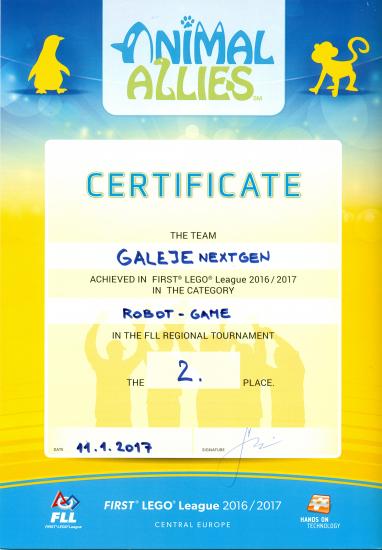 ANIMAL
ALLIES SM
CERTIFICATE
THE TEAM
GALEJE NEXTGEN
ACHIEVED IN FIRST® LEGO® League 2016/2017
IN THE CATEGORY
ROBOT - GAME
IN THE FLL REGIONAL TOURNAMENT
THE 2. PLACE.
DATE 11.1.2017 SIGNATURE
FLL
FIRST LEGO League
FIRST® LEGO® League 2016/2017
CENTRAL EUROPE
HANDS ON
TECHNOLOGY